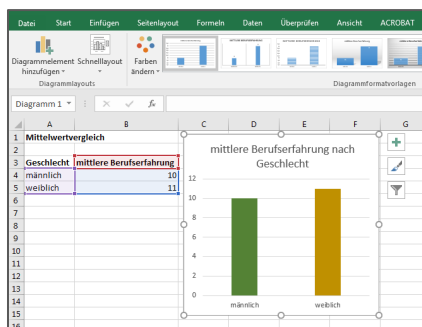 Datei Start Einfügen Seitenlayout Formeln Daten Überprüfen Ansicht ACROBAT
Diagrammelement hinzufügen
Schnelllayout
Farben ändern
Diagrammlayouts
Diagrammformatvorlagen
Diagramm 1
fx
A B C D E F G
1 Mittelwertvergleich
2
3 Geschlecht mittlere Berufserfahrung
4 männlich 10
5 weiblich 11
6
7
8
9
10
11
12
13
14
15
16
mittlere Berufserfahrung nach
Geschlecht
12
10
8
6
4
2
0
männlich weiblich